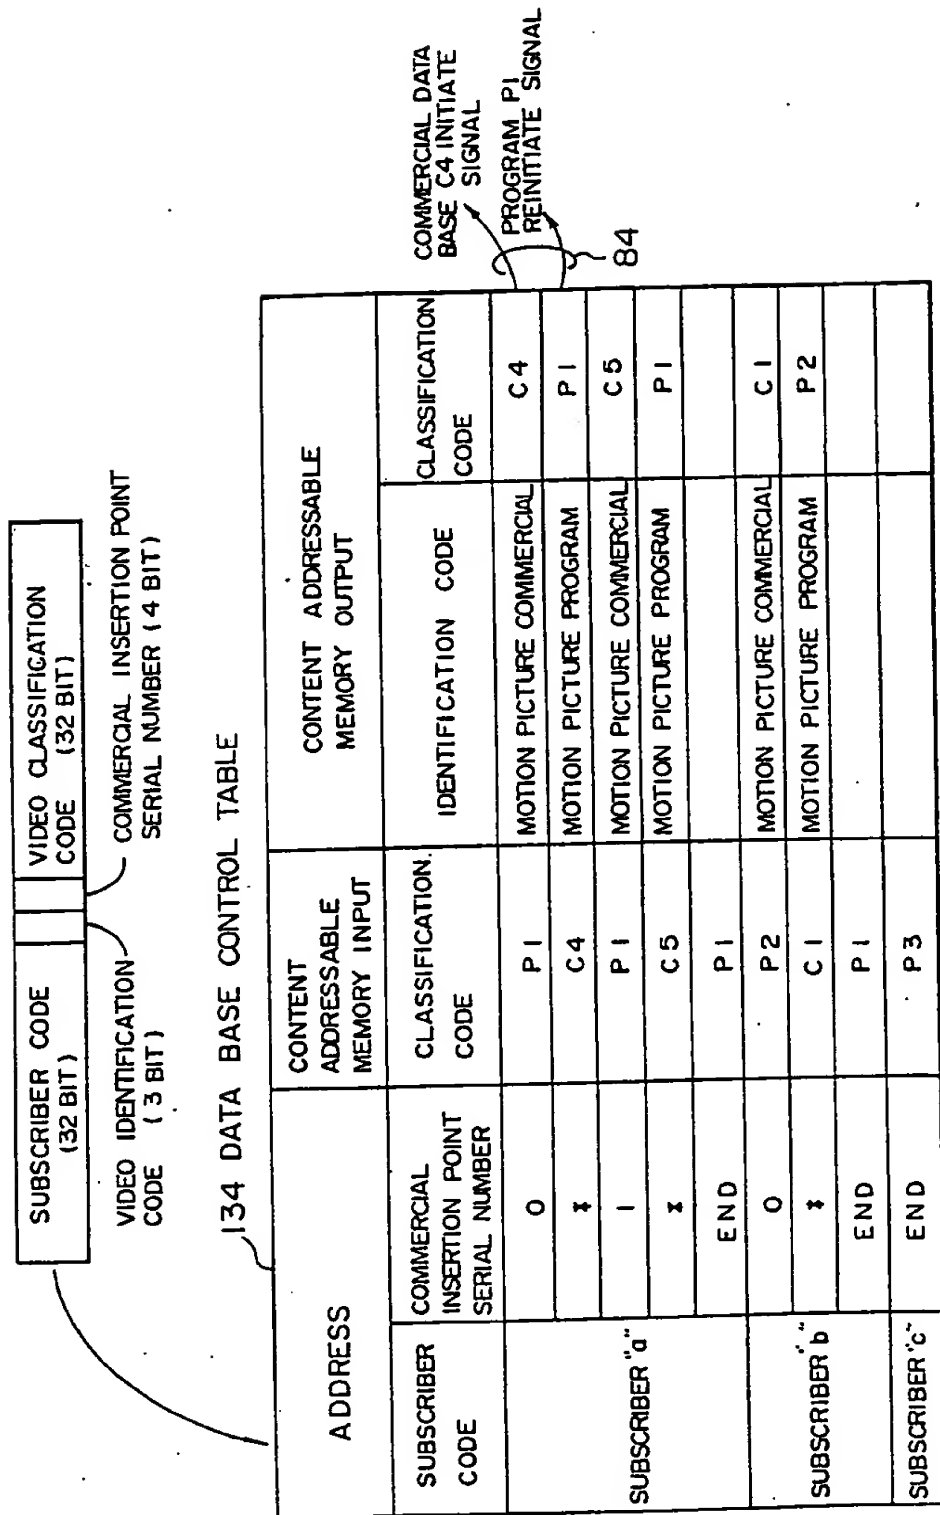 SUBSCRIBER CODE
(32 BIT)
VIDEO CLASSIFICATION
CODE (32 BIT)
VIDEO IDENTIFICATION
CODE (3 BIT)
COMMERCIAL INSERTION POINT
SERIAL NUMBER (4 BIT)
134 DATA BASE CONTROL TABLE
ADDRESS
CONTENT
ADDRESSABLE
MEMORY INPUT
CONTENT ADDRESSABLE
MEMORY OUTPUT
SUBSCRIBER
CODE
COMMERCIAL
INSERTION POINT
SERIAL NUMBER
CLASSIFICATION.
CODE
IDENTIFICATION CODE
CLASSIFICATION
CODE
SUBSCRIBER "a"
0 P1 MOTION PICTURE COMMERCIAL C4
* C4 MOTION PICTURE PROGRAM P1
1 P1 MOTION PICTURE COMMERCIAL C5
* C5 MOTION PICTURE PROGRAM P1
END P1
SUBSCRIBER "b"
0 P2 MOTION PICTURE COMMERCIAL C1
* C1 MOTION PICTURE PROGRAM P2
END P1
SUBSCRIBER "c" END P3
COMMERCIAL DATA
BASE C4 INITIATE
SIGNAL
PROGRAM P1
REINITIATE SIGNAL
84